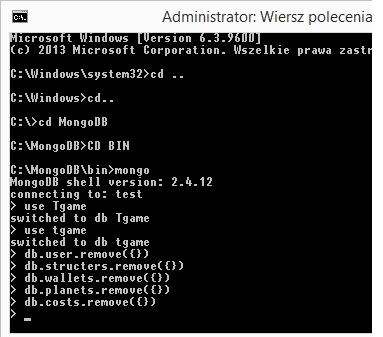 Administrator: Wiersz polecenia
Microsoft Windows [Version 6.3.9600]
(c) 2013 Microsoft Corporation. Wszelkie prawa zastr
C:\Windows\system32>cd ..
C:\Windows>cd..
C:\>cd MongoDB
C:\MongoDB>CD BIN
C:\MongoDB\bin>mongo
MongoDB shell version: 2.4.12
connecting to: test
> use Tgame
switched to db Tgame
> use tgame
switched to db tgame
> db.user.remove({})
> db.structers.remove({})
> db.wallets.remove({})
> db.planets.remove({})
> db.costs.remove({})
> _